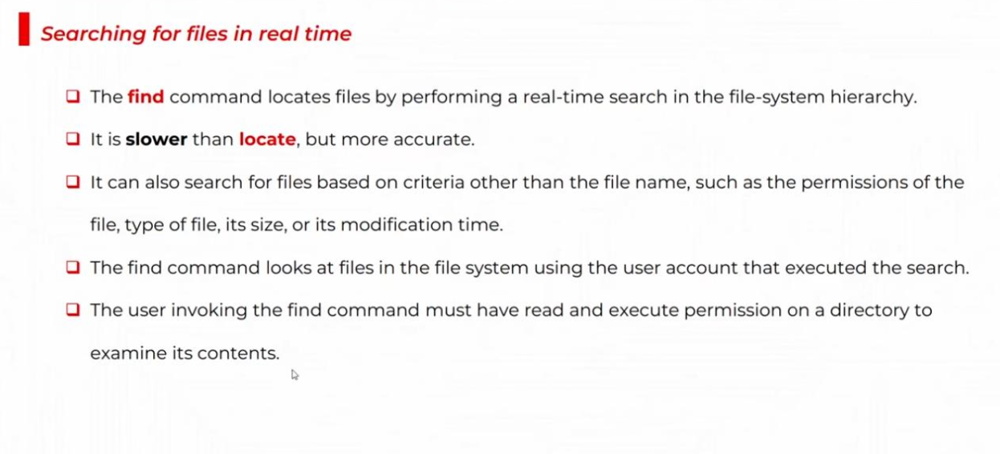 Searching for files in real time
The find command locates files by performing a real-time search in the file-system hierarchy.
It is slower than locate, but more accurate.
It can also search for files based on criteria other than the file name, such as the permissions of the
file, type of file, its size, or its modification time.
The find command looks at files in the file system using the user account that executed the search.
The user invoking the find command must have read and execute permission on a directory to
examine its contents.